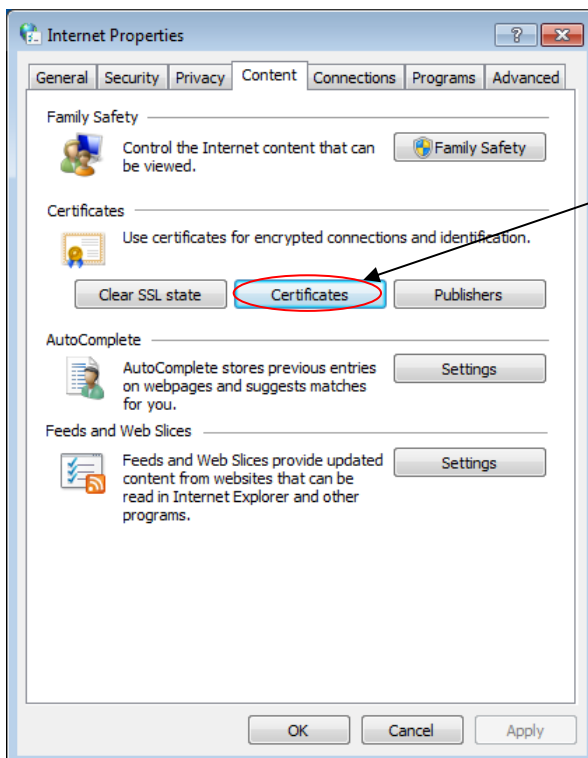 Internet Properties
General Security Privacy Content Connections Programs Advanced
Family Safety
Control the Internet content that can
be viewed.
Family Safety
Certificates
Use certificates for encrypted connections and identification.
Clear SSL state Certificates Publishers
AutoComplete
AutoComplete stores previous entries
on webpages and suggests matches
for you.
Settings
Feeds and Web Slices
Feeds and Web Slices provide updated
content from websites that can be
read in Internet Explorer and other
programs.
Settings
OK Cancel Apply